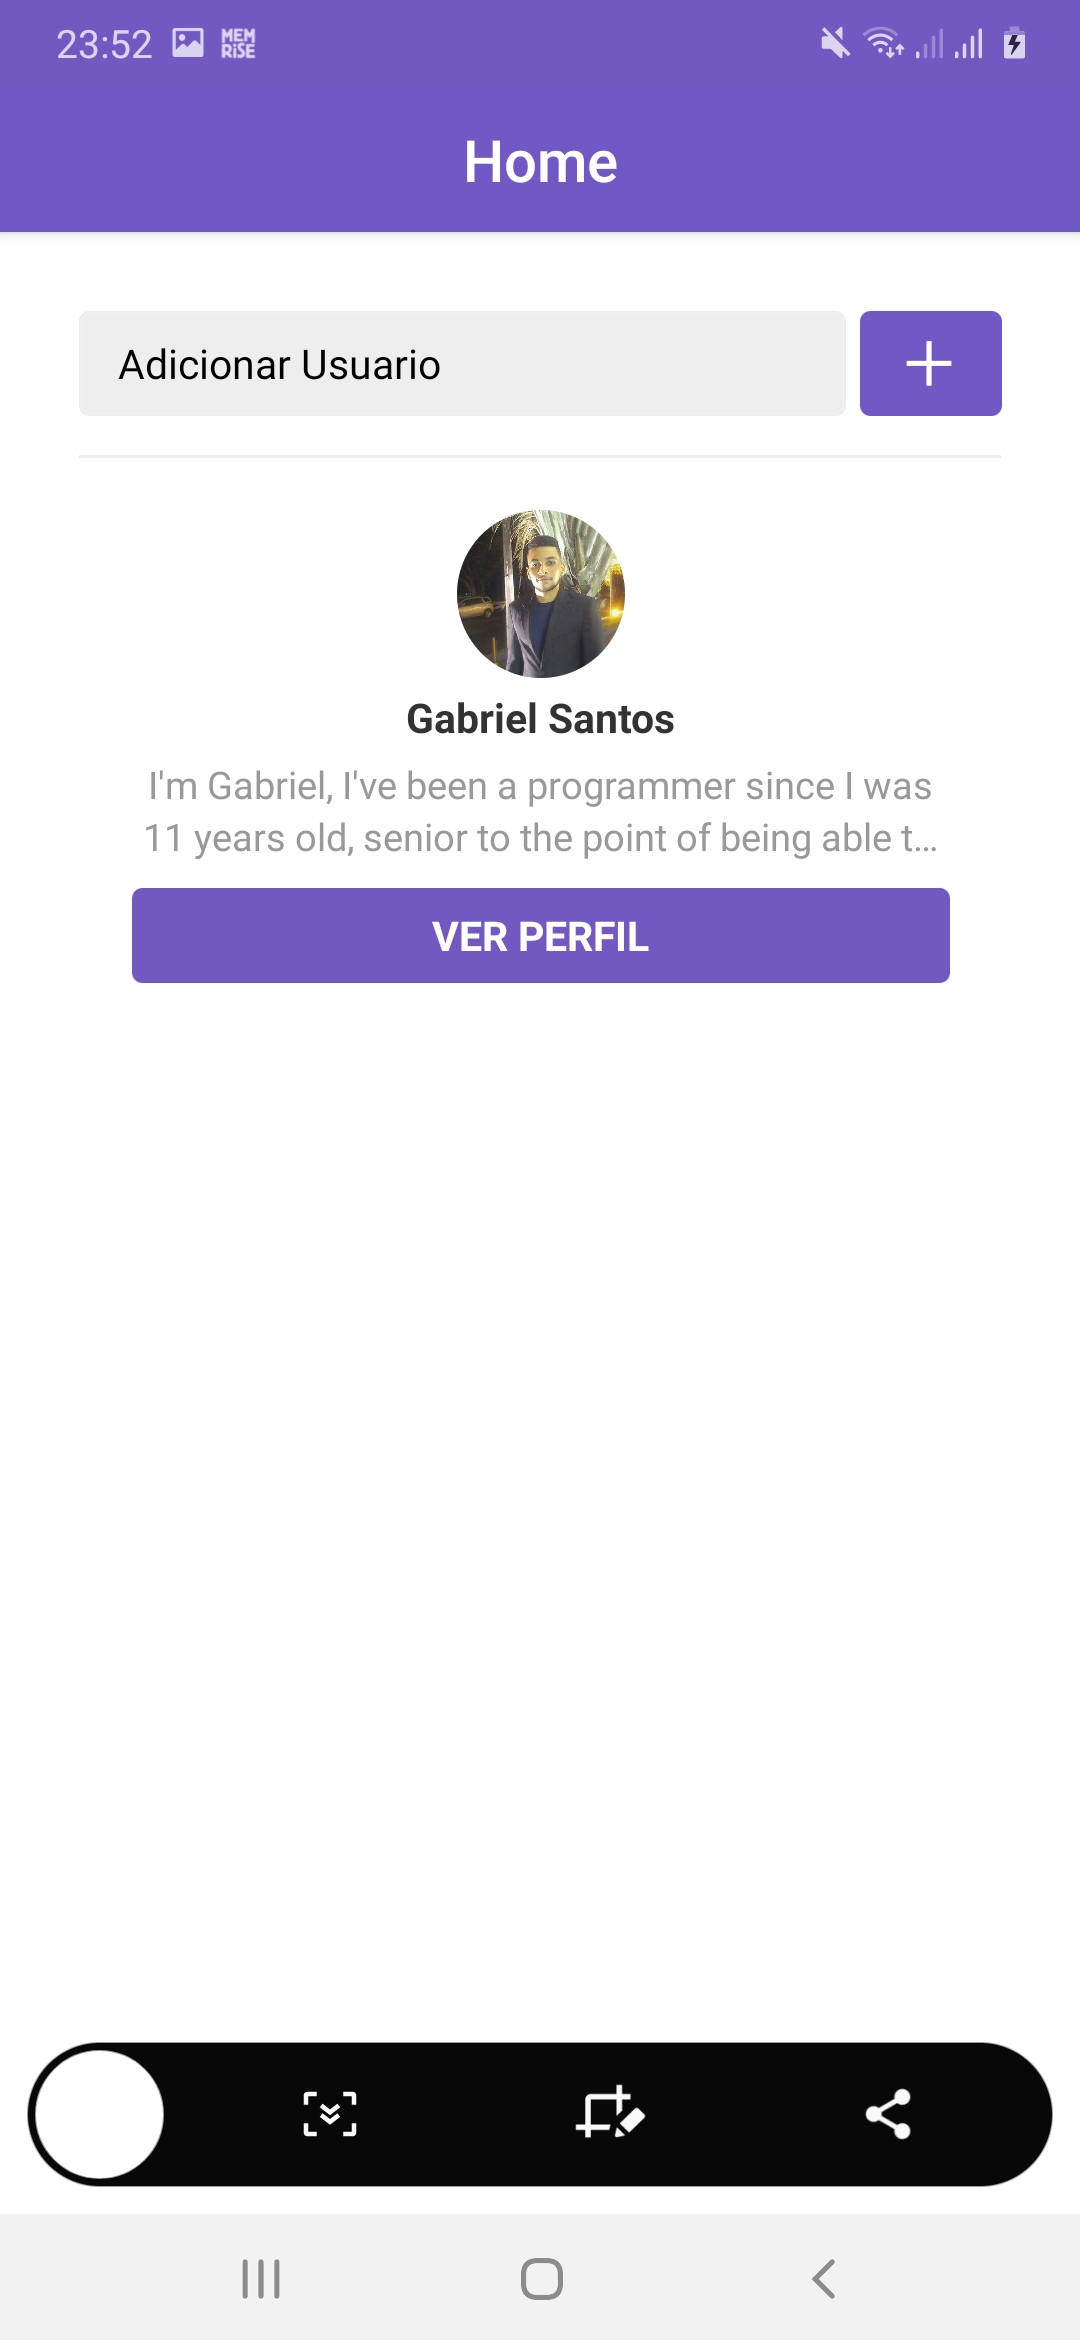 23:52 MEM
RiSE
Home
Adicionar Usuario
Gabriel Santos
I'm Gabriel, I've been a programmer since I was
11 years old, senior to the point of being able t...
VER PERFIL